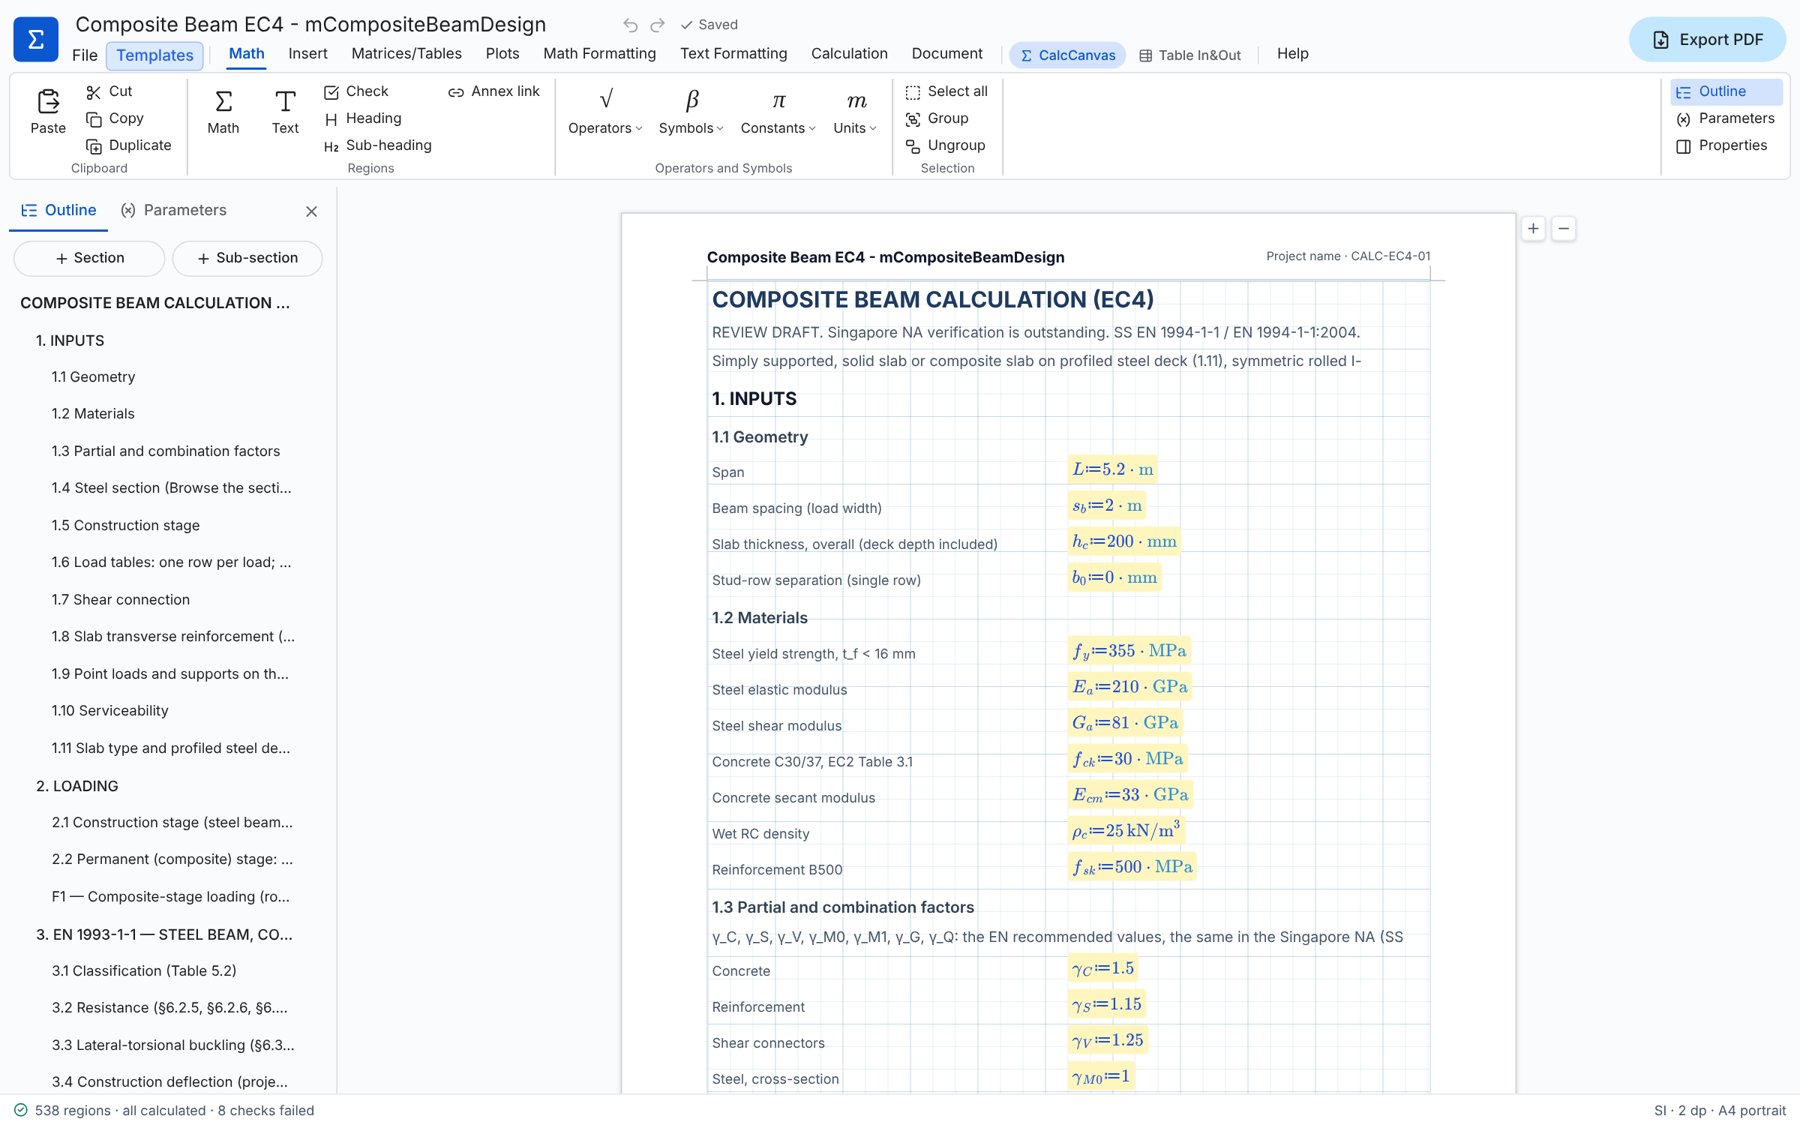 Composite Beam EC4 - mCompositeBeamDesign
Saved
Export PDF
File Templates Math Insert Matrices/Tables Plots Math Formatting Text Formatting Calculation Document Σ CalcCanvas Table In&Out Help
Paste
Cut
Copy
Duplicate
Clipboard
Σ Math
Text
Check
Heading
H₂ Sub-heading
Annex link
Regions
√ Operators
β Symbols
π Constants
m Units
Operators and Symbols
Select all
Group
Ungroup
Selection
Outline
(x) Parameters
Properties
Outline (x) Parameters
+ Section + Sub-section
COMPOSITE BEAM CALCULATION ...
1. INPUTS
1.1 Geometry
1.2 Materials
1.3 Partial and combination factors
1.4 Steel section (Browse the secti...
1.5 Construction stage
1.6 Load tables: one row per load; ...
1.7 Shear connection
1.8 Slab transverse reinforcement (...
1.9 Point loads and supports on th...
1.10 Serviceability
1.11 Slab type and profiled steel de...
2. LOADING
2.1 Construction stage (steel beam...
2.2 Permanent (composite) stage: ...
F1 — Composite-stage loading (ro...
3. EN 1993-1-1 — STEEL BEAM, CO...
3.1 Classification (Table 5.2)
3.2 Resistance (§6.2.5, §6.2.6, §6....
3.3 Lateral-torsional buckling (§6.3...
3.4 Construction deflection (proje...
Composite Beam EC4 - mCompositeBeamDesign Project name · CALC-EC4-01
COMPOSITE BEAM CALCULATION (EC4)
REVIEW DRAFT. Singapore NA verification is outstanding. SS EN 1994-1-1 / EN 1994-1-1:2004.
Simply supported, solid slab or composite slab on profiled steel deck (1.11), symmetric rolled I-
1. INPUTS
1.1 Geometry
Span L≔5.2 · m
Beam spacing (load width) s_b≔2 · m
Slab thickness, overall (deck depth included) h_c≔200 · mm
Stud-row separation (single row) b_0≔0 · mm
1.2 Materials
Steel yield strength, t_f < 16 mm f_y≔355 · MPa
Steel elastic modulus E_a≔210 · GPa
Steel shear modulus G_a≔81 · GPa
Concrete C30/37, EC2 Table 3.1 f_ck≔30 · MPa
Concrete secant modulus E_cm≔33 · GPa
Wet RC density ρ_c≔25 kN/m³
Reinforcement B500 f_sk≔500 · MPa
1.3 Partial and combination factors
γ_C, γ_S, γ_V, γ_M0, γ_M1, γ_G, γ_Q: the EN recommended values, the same in the Singapore NA (SS
Concrete γ_C≔1.5
Reinforcement γ_S≔1.15
Shear connectors γ_V≔1.25
Steel, cross-section γ_M0≔1
538 regions · all calculated · 8 checks failed
SI · 2 dp · A4 portrait